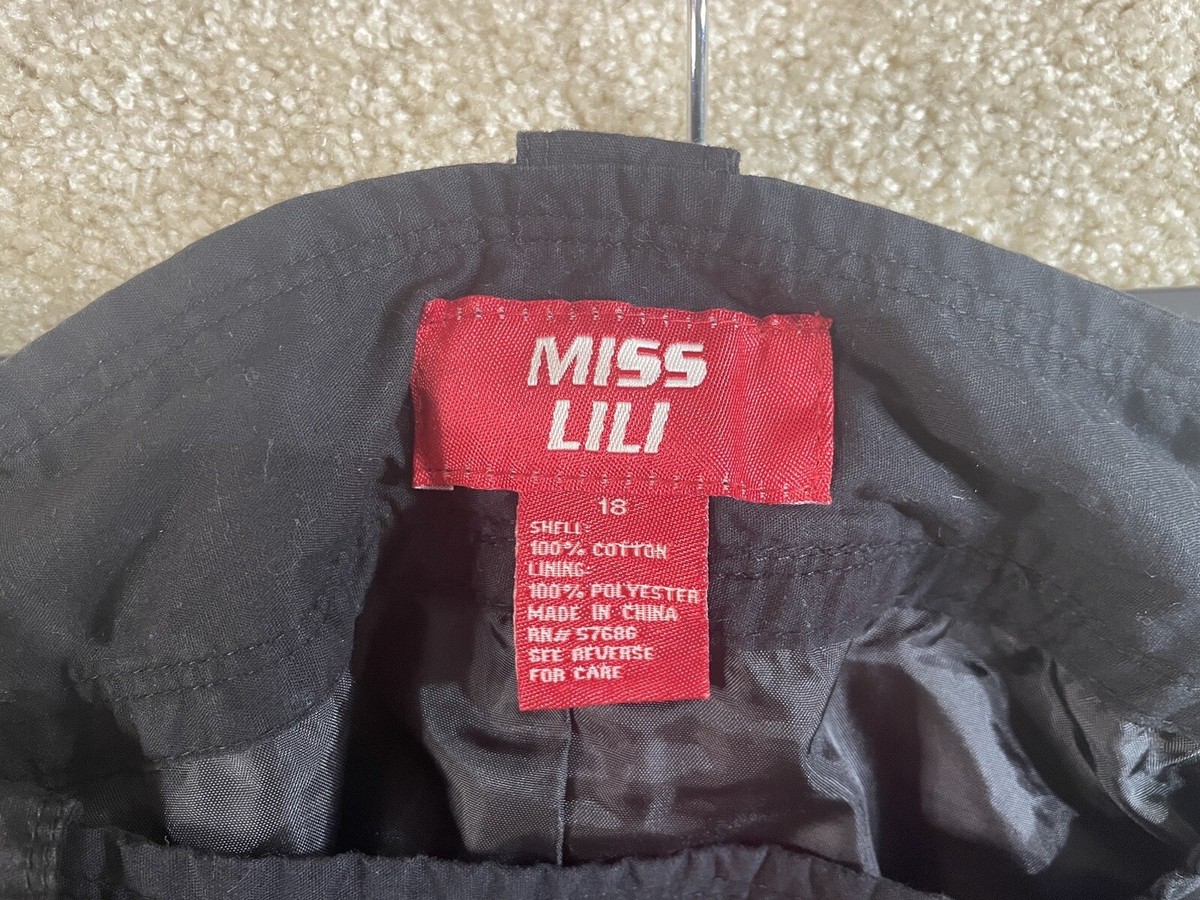 MISS
LILI
18
SHELL:
100% COTTON
LINING:
100% POLYESTER
MADE IN CHINA
RN# 57686
SEE REVERSE
FOR CARE